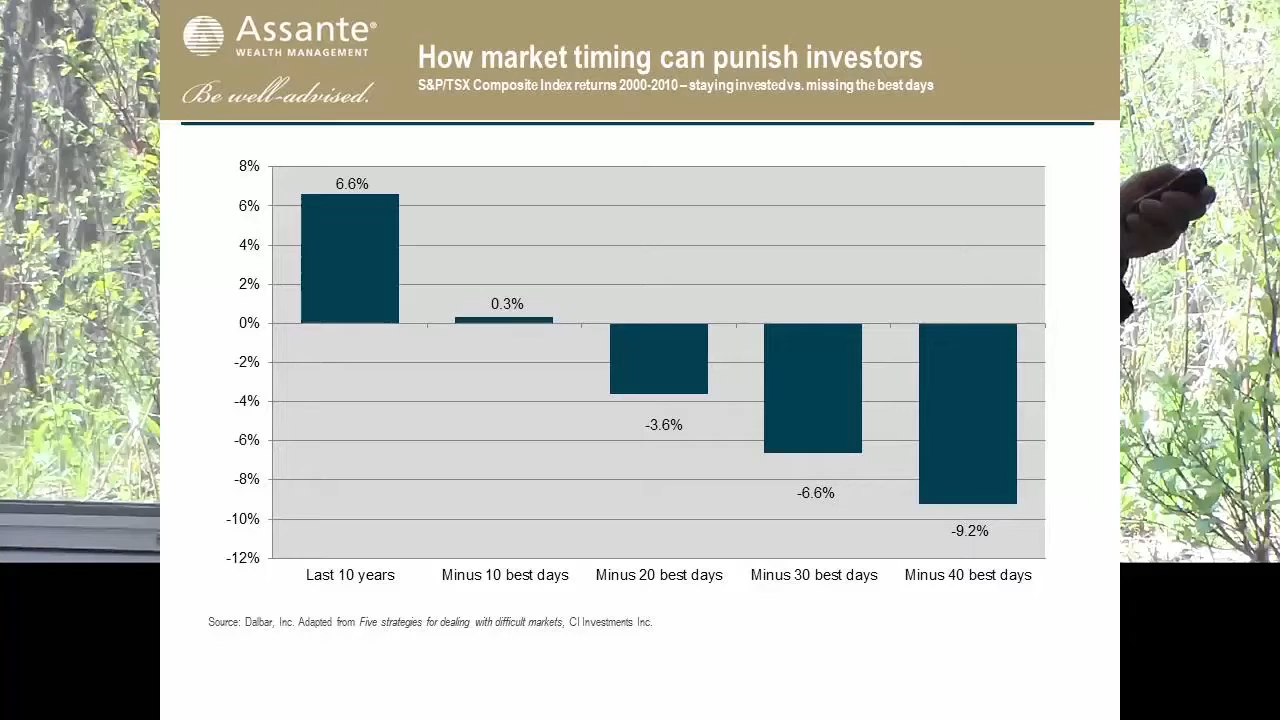 Assante®
WEALTH MANAGEMENT
Be well-advised.
How market timing can punish investors
S&P/TSX Composite Index returns 2000-2010 – staying invested vs. missing the best days
8%
6%
4%
2%
0%
-2%
-4%
-6%
-8%
-10%
-12%
6.6%
0.3%
-3.6%
-6.6%
-9.2%
Last 10 years Minus 10 best days Minus 20 best days Minus 30 best days Minus 40 best days
Source: Dalbar, Inc. Adapted from Five strategies for dealing with difficult markets, CI Investments Inc.